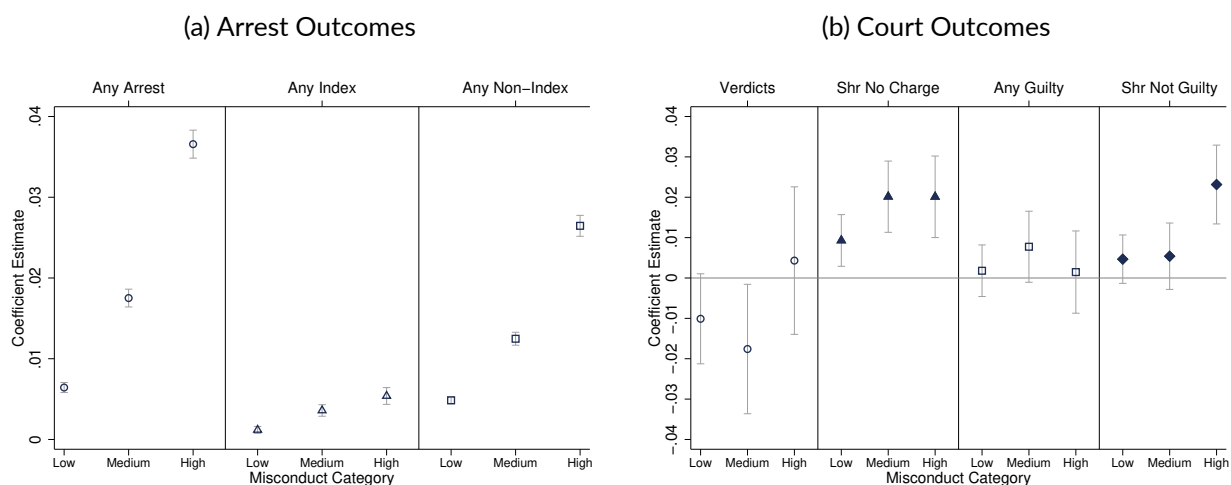 (a) Arrest Outcomes
Any Arrest Any Index Any Non−Index
Coefficient Estimate
.04
.03
.02
.01
0
Low Medium High Low Medium High Low Medium High
Misconduct Category
(b) Court Outcomes
Verdicts Shr No Charge Any Guilty Shr Not Guilty
Coefficient Estimate
.04
.03
.02
.01
0
−.01
−.02
−.03
−.04
Low Medium High Low Medium High Low Medium High Low Medium High
Misconduct Category